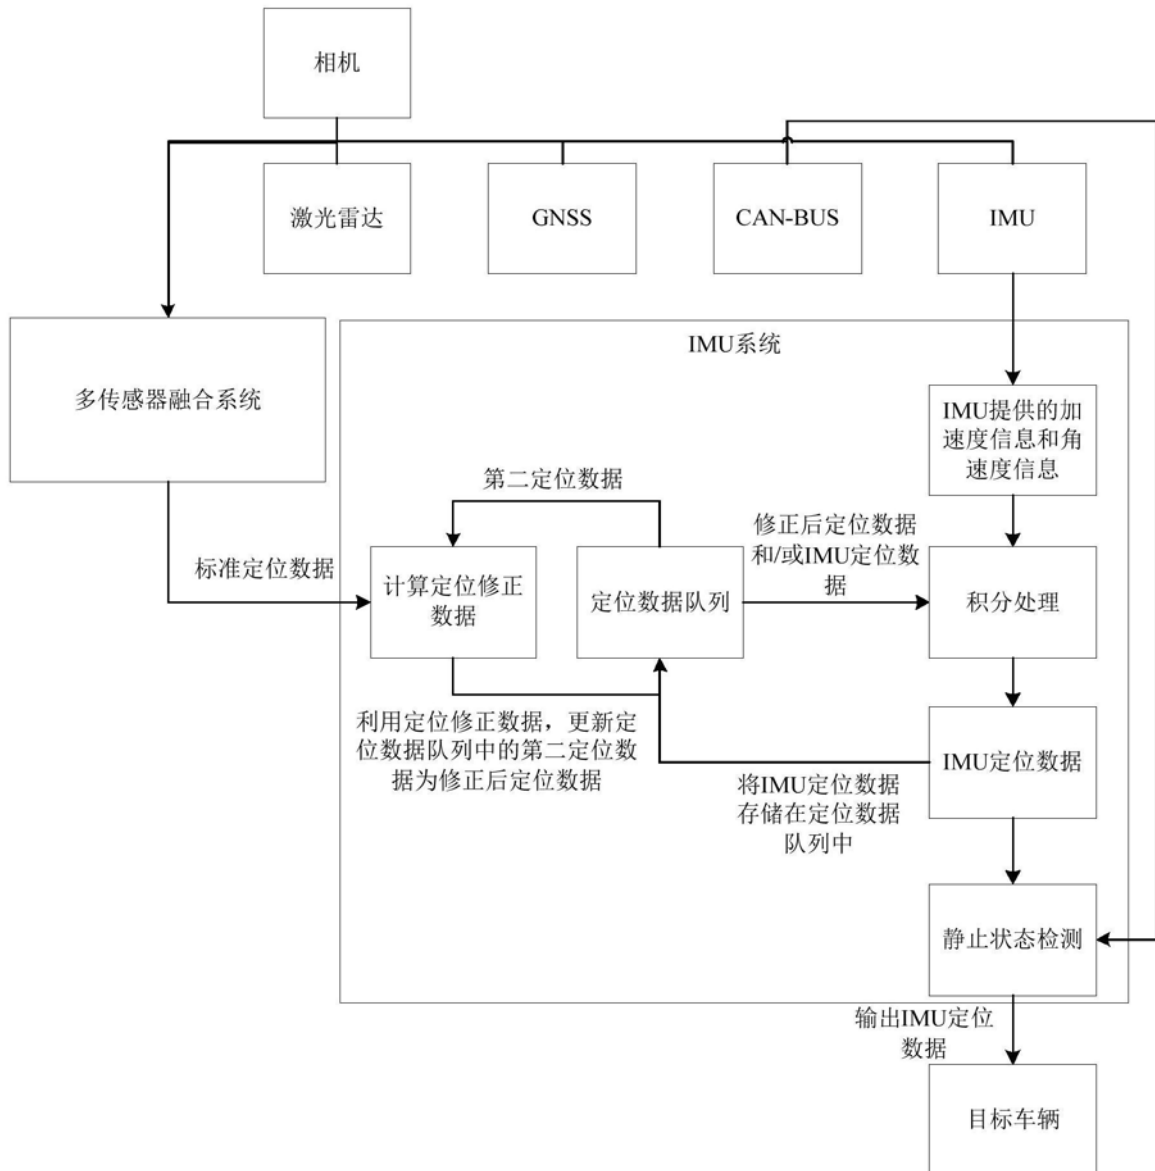 相机
激光雷达
GNSS
CAN-BUS
IMU
多传感器融合系统
IMU系统
IMU提供的加
速度信息和角
速度信息
第二定位数据
修正后定位数据
和/或IMU定位数
据
标准定位数据
计算定位修正
数据
定位数据队列
积分处理
利用定位修正数据，更新定
位数据队列中的第二定位数
据为修正后定位数据
IMU定位数据
将IMU定位数据
存储在定位数据
队列中
静止状态检测
输出IMU定位
数据
目标车辆